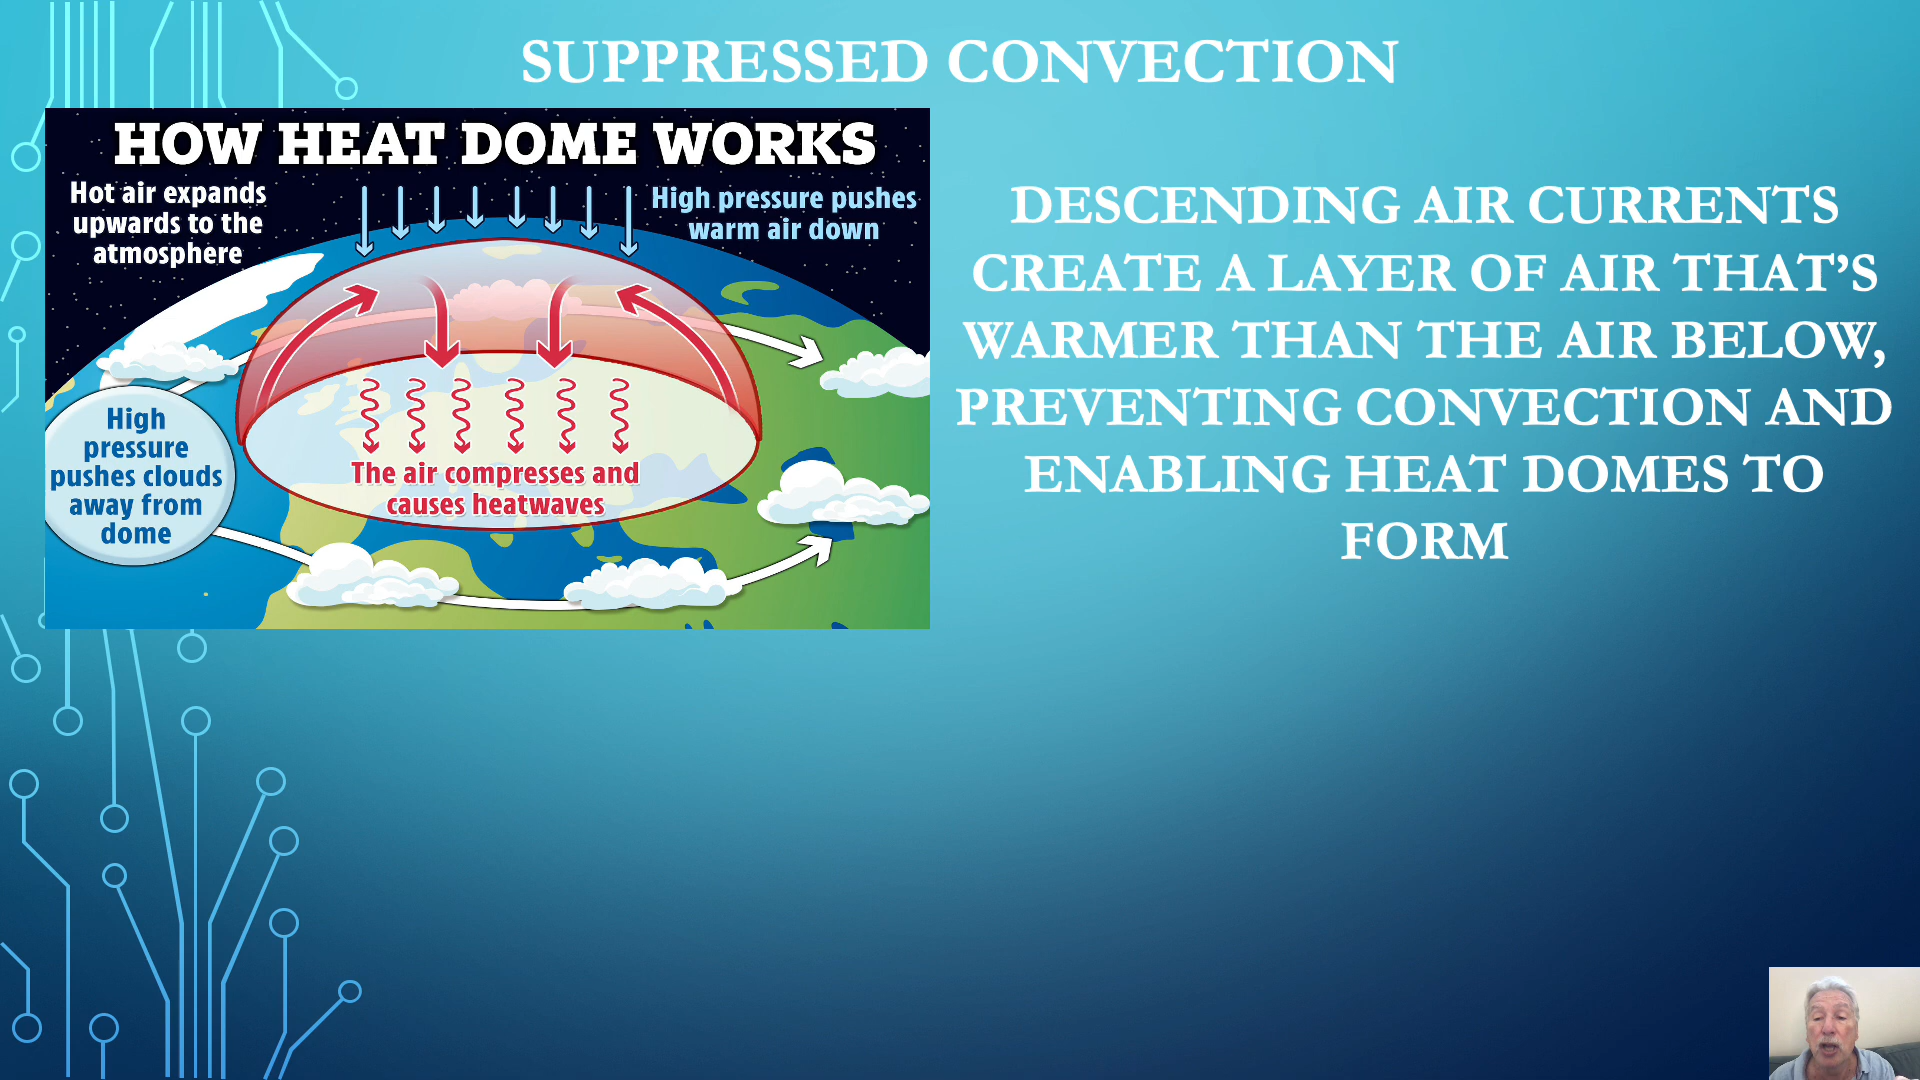 SUPPRESSED CONVECTION
HOW HEAT DOME WORKS
Hot air expands
upwards to the
atmosphere
High pressure pushes
warm air down
High
pressure
pushes clouds
away from
dome
The air compresses and
causes heatwaves
DESCENDING AIR CURRENTS
CREATE A LAYER OF AIR THAT’S
WARMER THAN THE AIR BELOW,
PREVENTING CONVECTION AND
ENABLING HEAT DOMES TO
FORM